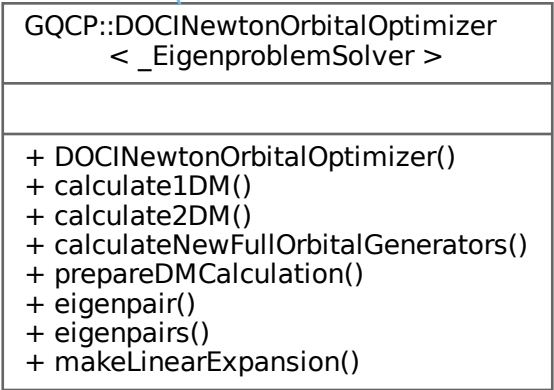 GQCP::DOCINewtonOrbitalOptimizer
< _EigenproblemSolver >
+ DOCINewtonOrbitalOptimizer()
+ calculate1DM()
+ calculate2DM()
+ calculateNewFullOrbitalGenerators()
+ prepareDMCalculation()
+ eigenpair()
+ eigenpairs()
+ makeLinearExpansion()